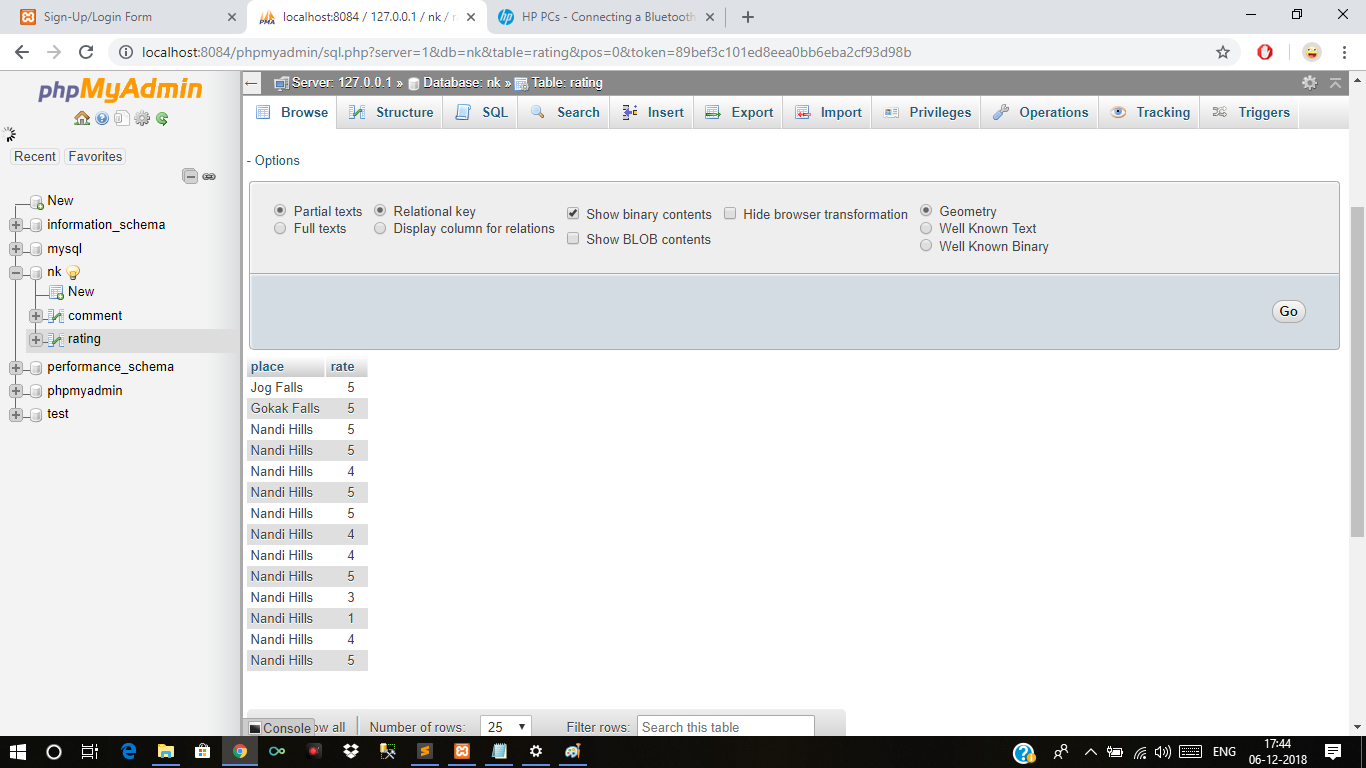 Sign-Up/Login Form
localhost:8084 / 127.0.0.1 / nk / r
HP PCs - Connecting a Bluetooth
localhost:8084/phpmyadmin/sql.php?server=1&db=nk&table=rating&pos=0&token=89bef3c101ed8eea0bb6eba2cf93d98b
phpMyAdmin
Recent Favorites
New
information_schema
mysql
nk
New
comment
rating
performance_schema
phpmyadmin
test
Server: 127.0.0.1 » Database: nk » Table: rating
Browse Structure SQL Search Insert Export Import Privileges Operations Tracking Triggers
- Options
Partial texts Relational key Show binary contents Hide browser transformation Geometry
Full texts Display column for relations Show BLOB contents Well Known Text
Well Known Binary
Go
place rate
Jog Falls 5
Gokak Falls 5
Nandi Hills 5
Nandi Hills 5
Nandi Hills 4
Nandi Hills 5
Nandi Hills 5
Nandi Hills 4
Nandi Hills 4
Nandi Hills 5
Nandi Hills 3
Nandi Hills 1
Nandi Hills 4
Nandi Hills 5
Console ow all Number of rows: 25 Filter rows: Search this table
ENG 17:44
06-12-2018